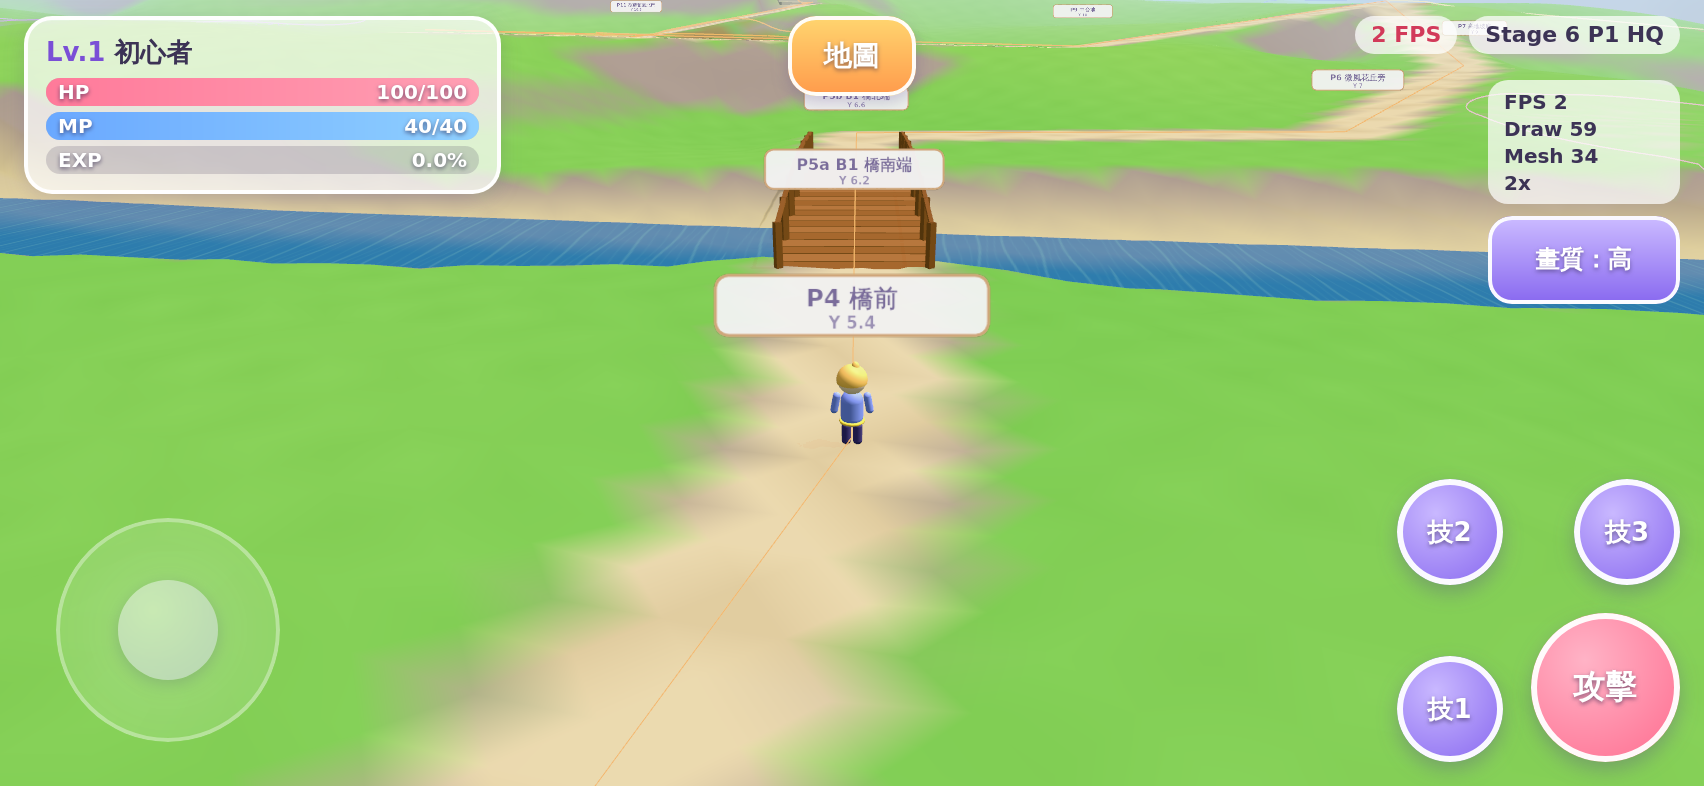 Lv.1 初心者
HP 100/100
MP 40/40
EXP 0.0%
地圖
2 FPS
Stage 6 P1 HQ
FPS 2
Draw 59
Mesh 34
2x
畫質：高
P6 微風花丘旁
Y 7
Y 6.6
P5a B1 橋南端
Y 6.2
P4 橋前
Y 5.4
技2
技3
技1
攻擊